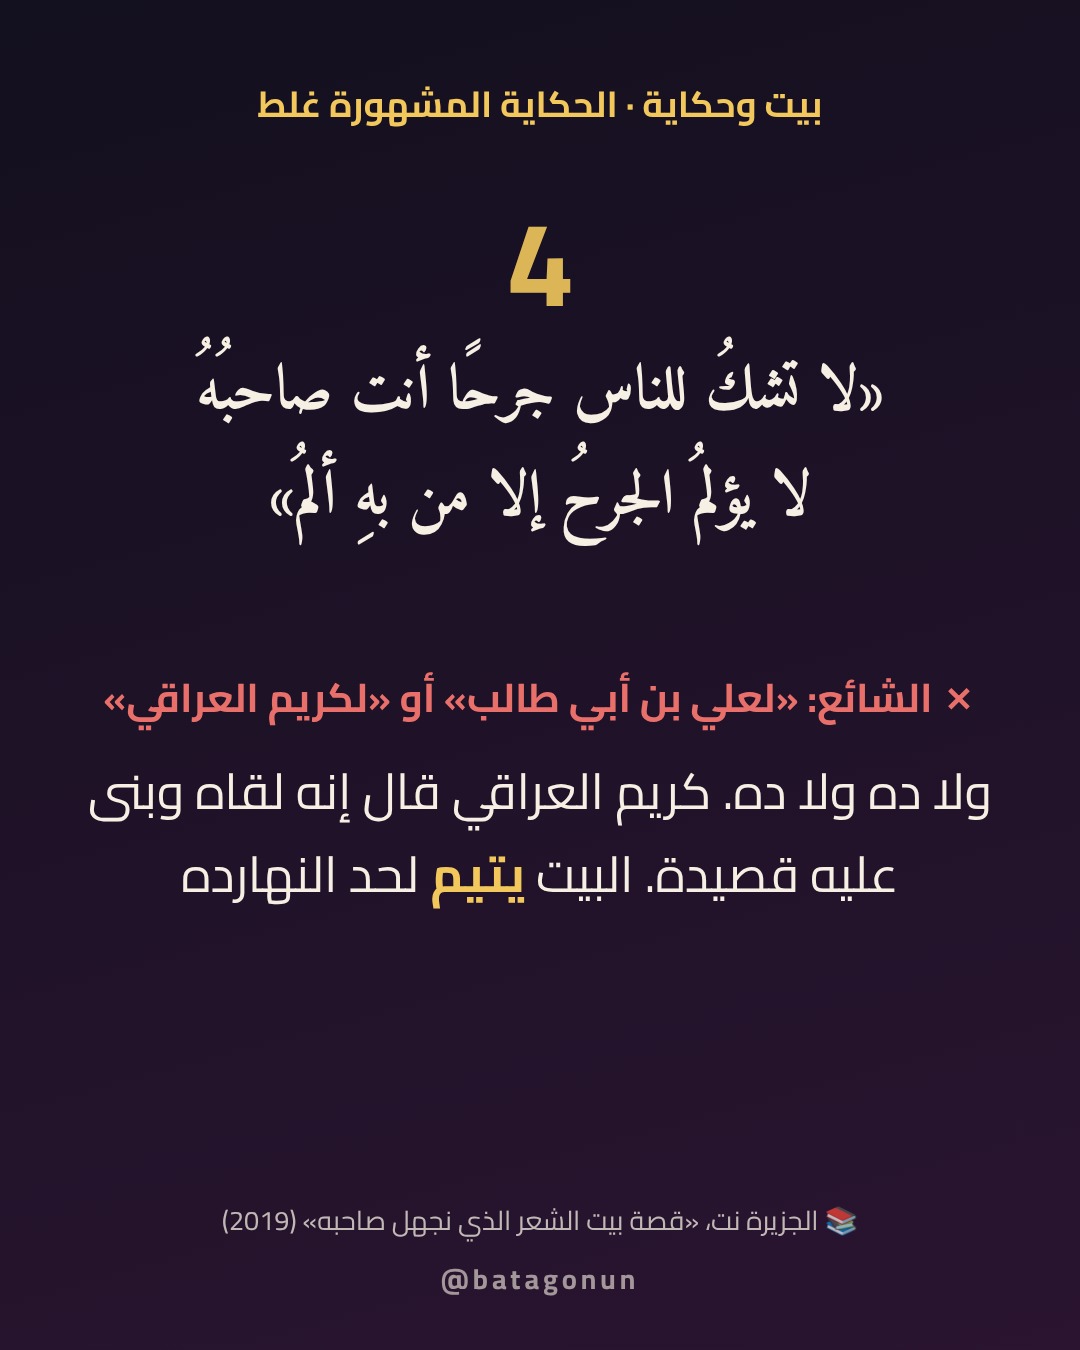 بيت وحكاية · الحكاية المشهورة غلط
4
«لا تشكُ للناس جرحًا أنت صاحبُهُ
لا يؤلمُ الجرحُ إلا من بهِ ألمُ»
× الشائع: «لعلي بن أبي طالب» أو «لكريم العراقي»
ولا ده ولا ده. كريم العراقي قال إنه لقاه وبنى
عليه قصيدة. البيت يتيم لحد النهارده
📚 الجزيرة نت، «قصة بيت الشعر الذي نجهل صاحبه» (2019)
@batagonun